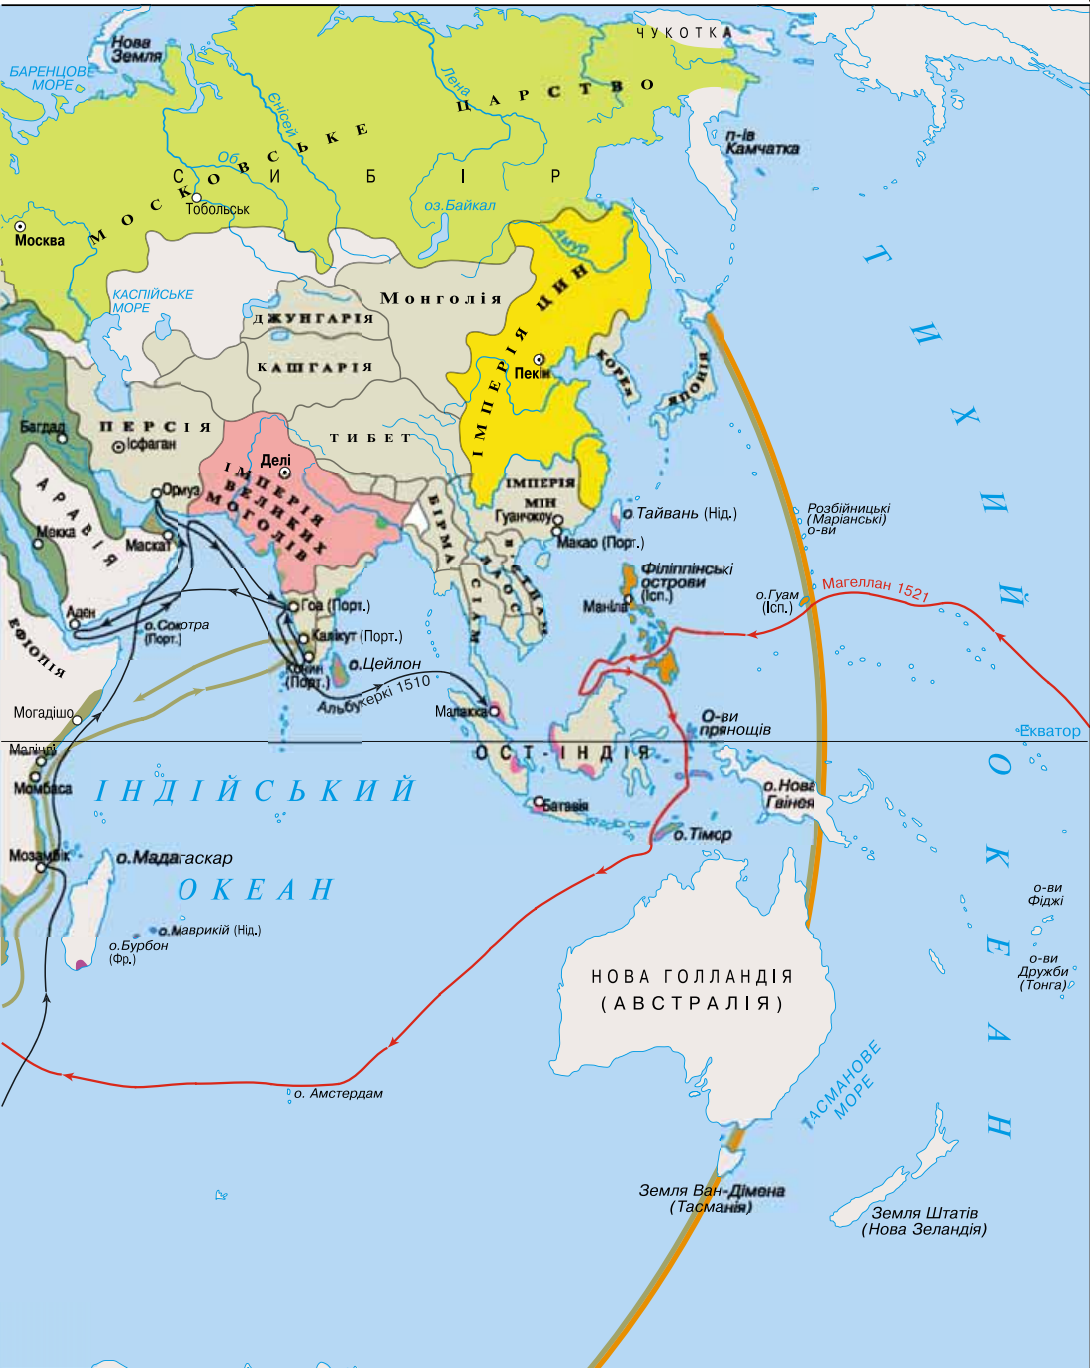 ЧУКОТКА
Нова
Земля
БАРЕНЦОВЕ
МОРЕ
МОСКОВСЬКЕ ЦАРСТВО
Лена
Єнісей
Об
СИБІР
п-ів
Камчатка
Тобольськ
оз.Байкал
Москва
Амур
КАСПІЙСЬКЕ
МОРЕ
Монголія
ДЖУНГАРІЯ
КАШГАРІЯ
ІМПЕРІЯ ЦИН
Пекін
КОРЕЯ
ЯПОНІЯ
ТИХИЙ
ОКЕАН
Багдад
ПЕРСІЯ
Ісфаган
ТИБЕТ
Делі
ІМПЕРІЯ
ВЕЛИКИХ
МОГОЛІВ
Ормуз
АРАВІЯ
Мекка
Маскат
БІРМА
ІМПЕРІЯ
МІН
Гуанчжоу
Макао (Порт.)
о Тайвань (Нід.)
В'ЄТНАМ
ЛАОС
СІАМ
Розбійницькі
(Маріанські)
о-ви
Філіппінські
острови
(Ісп.)
Маніла
о.Гуам
(Ісп.)
Магеллан 1521
Аден
о.Сокотра
(Порт.)
Гоа (Порт.)
Калікут (Порт.)
Кочин
(Порт.)
о.Цейлон
Альбукеркі 1510
Малакка
ЕФІОПІЯ
Могадішо
Малінді
Момбаса
Мозамбік
О-ви
прянощів
Екватор
ОСТ-ІНДІЯ
ІНДІЙСЬКИЙ
ОКЕАН
Батавія
о.Нова
Гвінея
о.Тімор
о.Мадагаскар
о.Маврикій (Нід.)
о.Бурбон
(Фр.)
о-ви
Фіджі
о-ви
Дружби
(Тонга)
НОВА ГОЛЛАНДІЯ
(АВСТРАЛІЯ)
ТАСМАНОВЕ
МОРЕ
о. Амстердам
Земля Ван-Дімена
(Тасманія)
Земля Штатів
(Нова Зеландія)